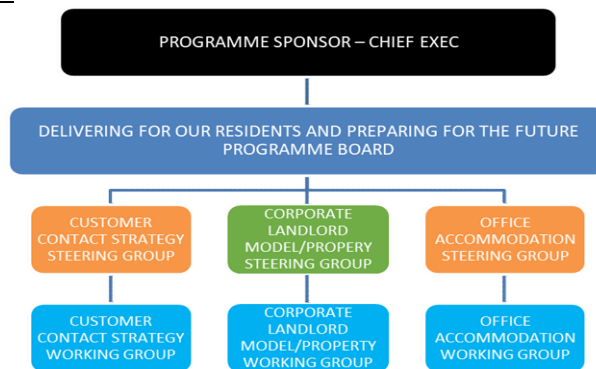 PROGRAMME SPONSOR – CHIEF EXEC
DELIVERING FOR OUR RESIDENTS AND PREPARING FOR THE FUTURE
PROGRAMME BOARD
CUSTOMER
CONTACT STRATEGY
STEERING GROUP
CORPORATE
LANDLORD
MODEL/PROPERY
STEERING GROUP
OFFICE
ACCOMMODATION
STEERING GROUP
CUSTOMER
CONTACT STRATEGY
WORKING GROUP
CORPORATE
LANDLORD
MODEL/PROPERTY
WORKING GROUP
OFFICE
ACCOMMODATION
WORKING GROUP